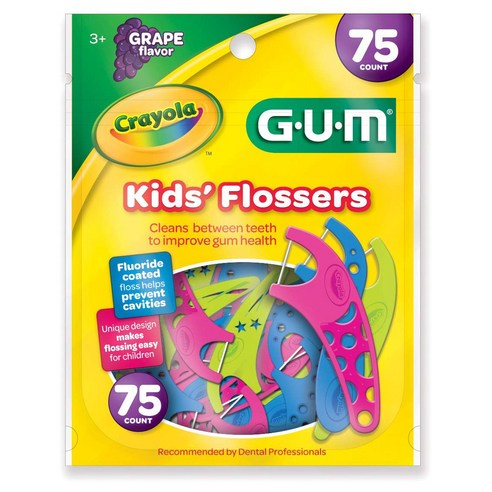 3+
GRAPE
flavor
75
COUNT
Crayola
™
G·U·M®
Kids' Flossers
Cleans between teeth
to improve gum health
Fluoride
coated
floss helps
prevent
cavities
Unique design
makes
flossing easy
for children
Crayola
75
COUNT
Recommended by Dental Professionals